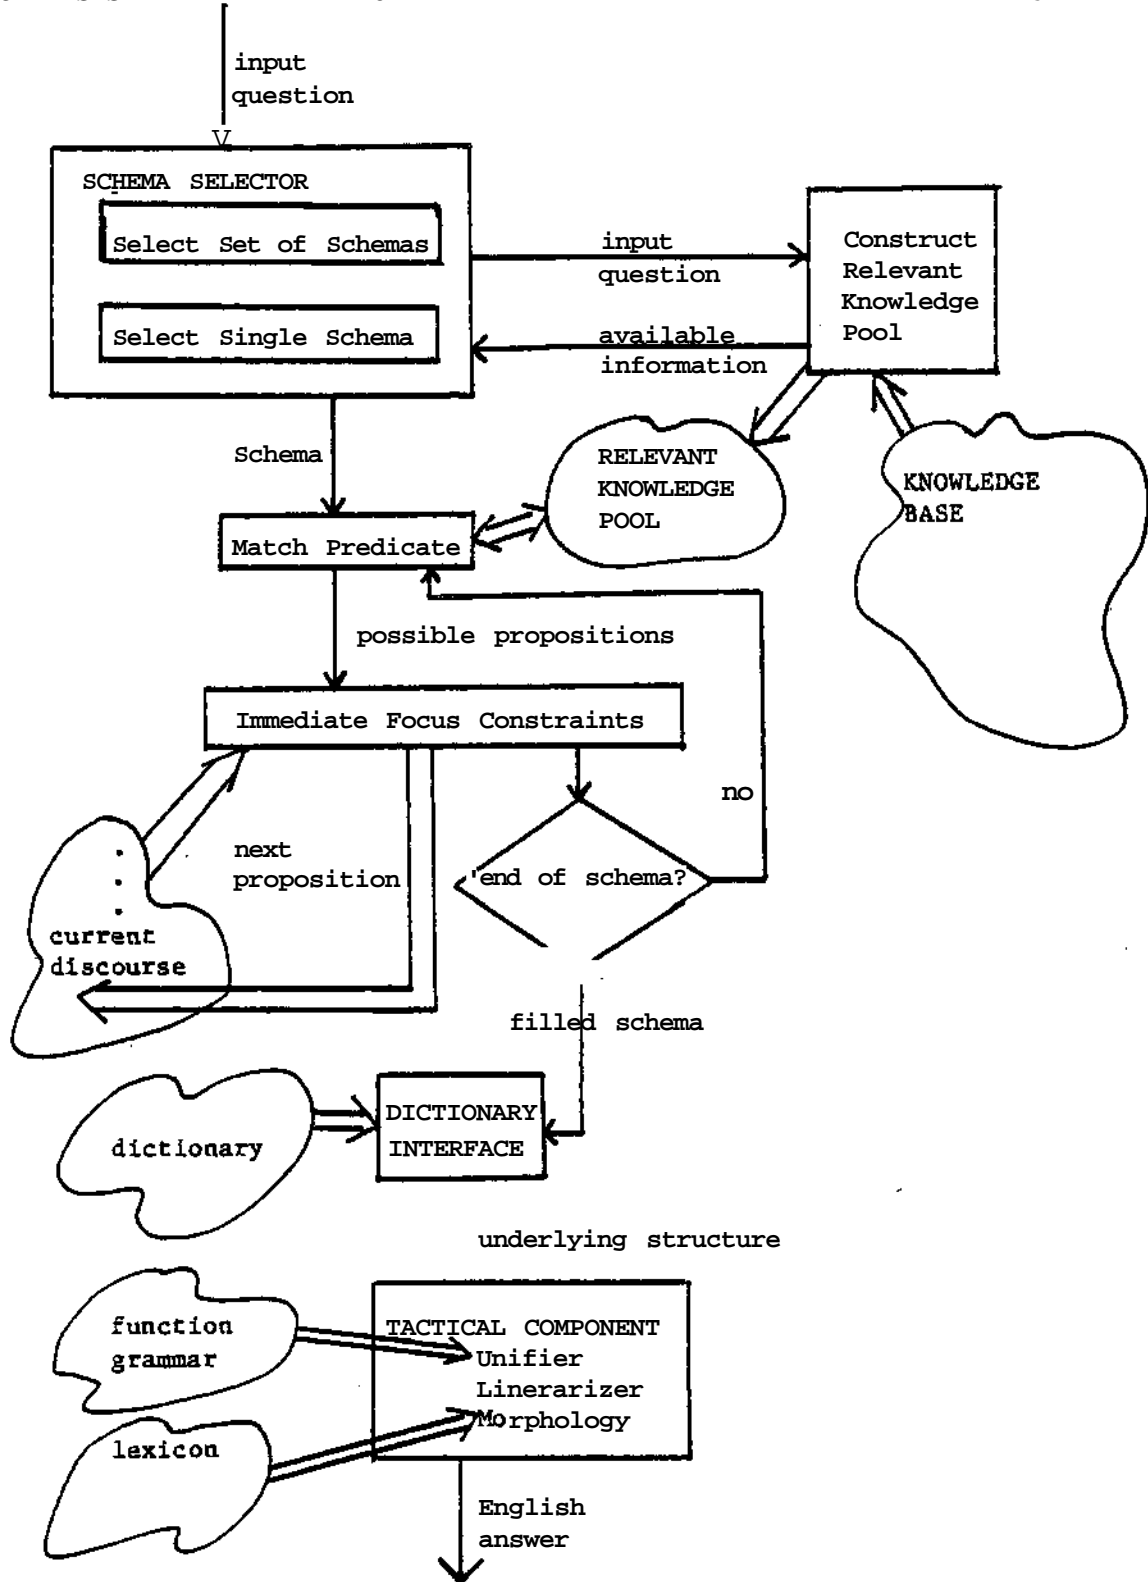 input
question
V
SCHEMA SELECTOR
Select Set of Schemas
Select Single Schema
input
question
available
information
Construct
Relevant
Knowledge
Pool
Schema
RELEVANT
KNOWLEDGE
POOL
KNOWLEDGE
BASE
Match Predicate
possible propositions
Immediate Focus Constraints
no
next
proposition
end of schema?
current
discourse
filled schema
dictionary
DICTIONARY
INTERFACE
underlying structure
function
grammar
TACTICAL COMPONENT
Unifier
Linerarizer
Morphology
lexicon
English
answer